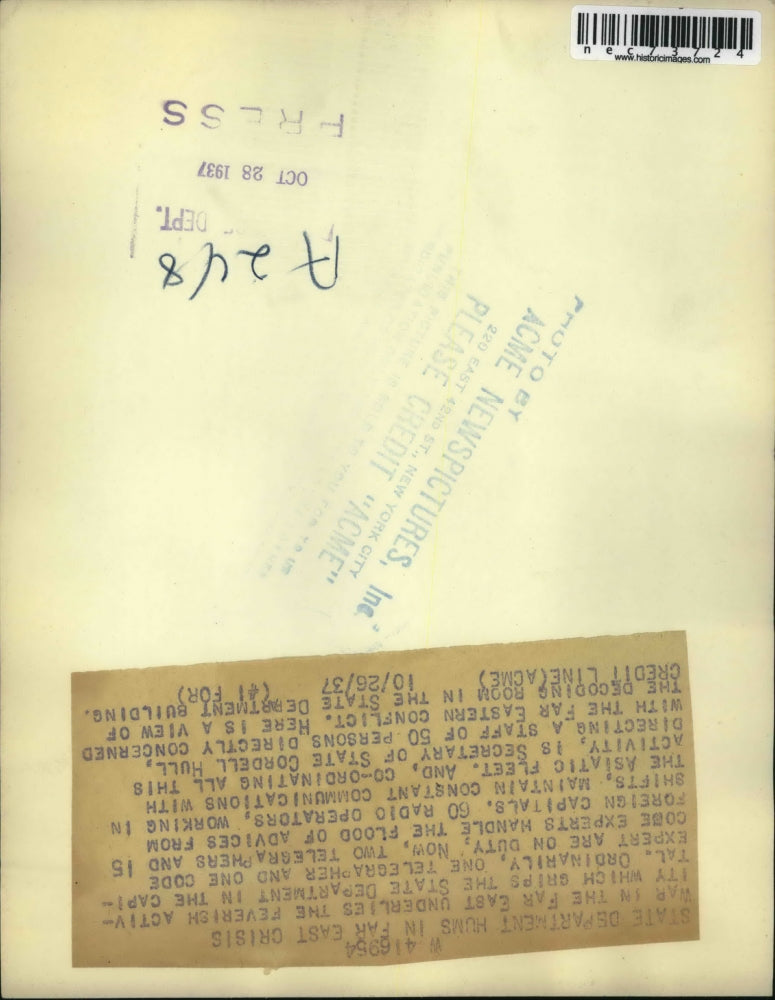 nec73724
www.historicimages.com
PRESS
OCT 28 1937
DEPT.
A248
PHOTO BY
ACME NEWSPICTURES, Inc.
220 EAST 42ND ST., NEW YORK CITY
PLEASE CREDIT "ACME"
THIS PICTURE IS SOLD TO YOU FOR
W 416954
STATE DEPARTMENT HUMS IN FAR EAST CRISIS
WAR IN THE FAR EAST UNDERLIES THE FEVERISH ACTIV-
ITY WHICH GRIPS THE STATE DEPARTMENT IN THE CAPI-
TAL. ORDINARILY, ONE TELEGRAPHER AND ONE CODE
EXPERT ARE ON DUTY, NOW, TWO TELEGRAPHERS AND 15
CODE EXPERTS HANDLE THE FLOOD OF ADVICES FROM
FOREIGN CAPITALS. 60 RADIO OPERATORS, WORKING IN
SHIFTS, MAINTAIN CONSTANT COMMUNICATIONS WITH
THE ASIATIC FLEET. AND, CO-ORDINATING ALL THIS
ACTIVITY, IS SECRETARY OF STATE CORDELL HULL,
DIRECTING A STAFF OF 50 PERSONS DIRECTLY CONCERNED
WITH THE FAR EASTERN CONFLICT. HERE IS A VIEW OF
THE DECODING ROOM IN THE STATE DEPARTMENT BUILDING.
CREDIT LINE(ACME) 10/26/37 (#1 FOR)